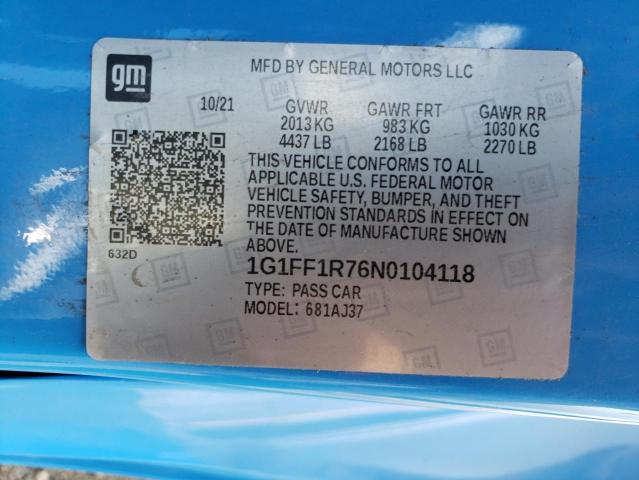 gm
MFD BY GENERAL MOTORS LLC
10/21 GVWR GAWR FRT GAWR RR
2013 KG 983 KG 1030 KG
4437 LB 2168 LB 2270 LB
THIS VEHICLE CONFORMS TO ALL
APPLICABLE U.S. FEDERAL MOTOR
VEHICLE SAFETY, BUMPER, AND THEFT
PREVENTION STANDARDS IN EFFECT ON
THE DATE OF MANUFACTURE SHOWN
ABOVE.
632D
1G1FF1R76N0104118
TYPE: PASS CAR
MODEL: 681AJ37